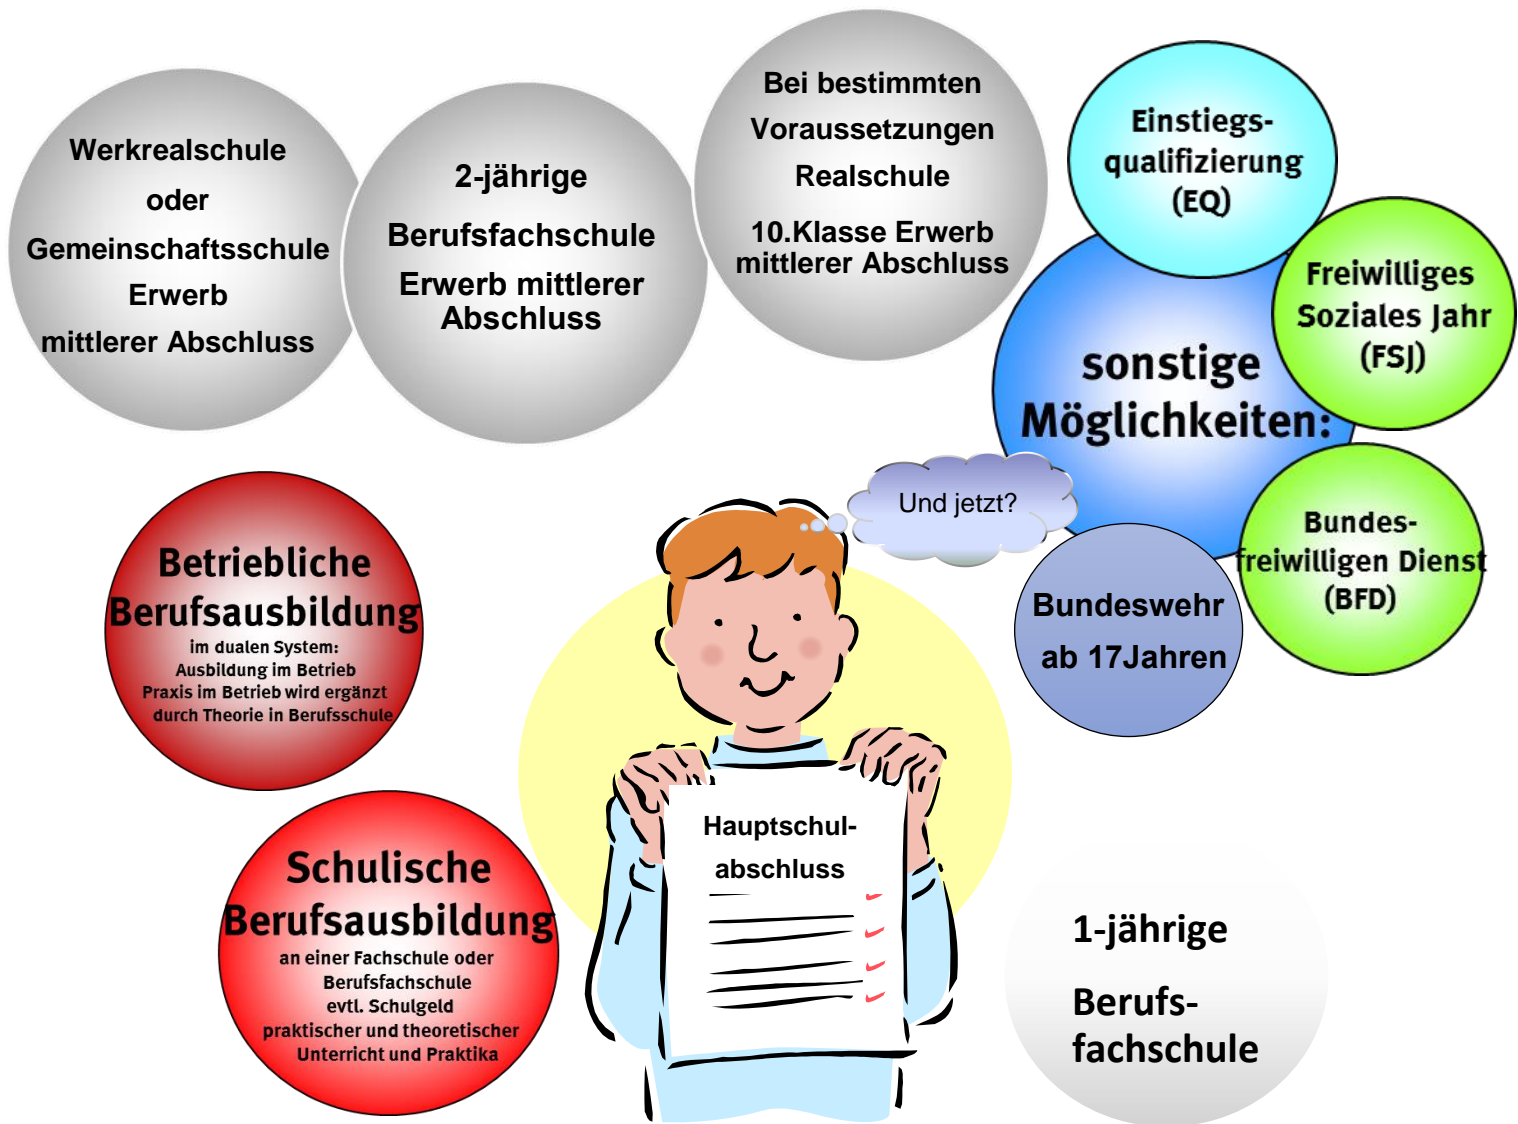 Werkrealschule
oder
Gemeinschaftsschule
Erwerb
mittlerer Abschluss
2-jährige
Berufsfachschule
Erwerb mittlerer
Abschluss
Bei bestimmten
Voraussetzungen
Realschule
10.Klasse Erwerb
mittlerer Abschluss
Einstiegs-
qualifizierung
(EQ)
Freiwilliges
Soziales Jahr
(FSJ)
sonstige
Möglichkeiten:
Bundes-
freiwilligen Dienst
(BFD)
Bundeswehr
ab 17Jahren
Und jetzt?
Betriebliche
Berufsausbildung
im dualen System:
Ausbildung im Betrieb
Praxis im Betrieb wird ergänzt
durch Theorie in Berufsschule
Schulische
Berufsausbildung
an einer Fachschule oder
Berufsfachschule
evtl. Schulgeld
praktischer und theoretischer
Unterricht und Praktika
Hauptschul-
abschluss
1-jährige
Berufs-
fachschule